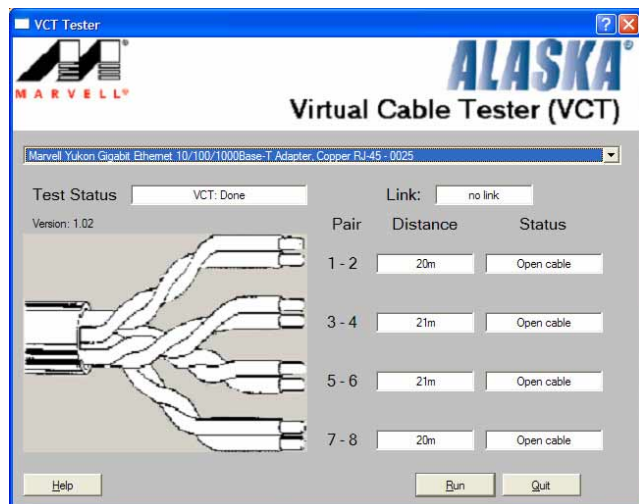 VCT Tester
MARVELL®
ALASKA®
Virtual Cable Tester (VCT)
Marvell Yukon Gigabit Ethernet 10/100/1000Base-T Adapter, Copper RJ-45 - 0025
Test Status VCT: Done Link: no link
Version: 1.02
Pair Distance Status
1 - 2 20m Open cable
3 - 4 21m Open cable
5 - 6 21m Open cable
7 - 8 20m Open cable
Help Run Quit